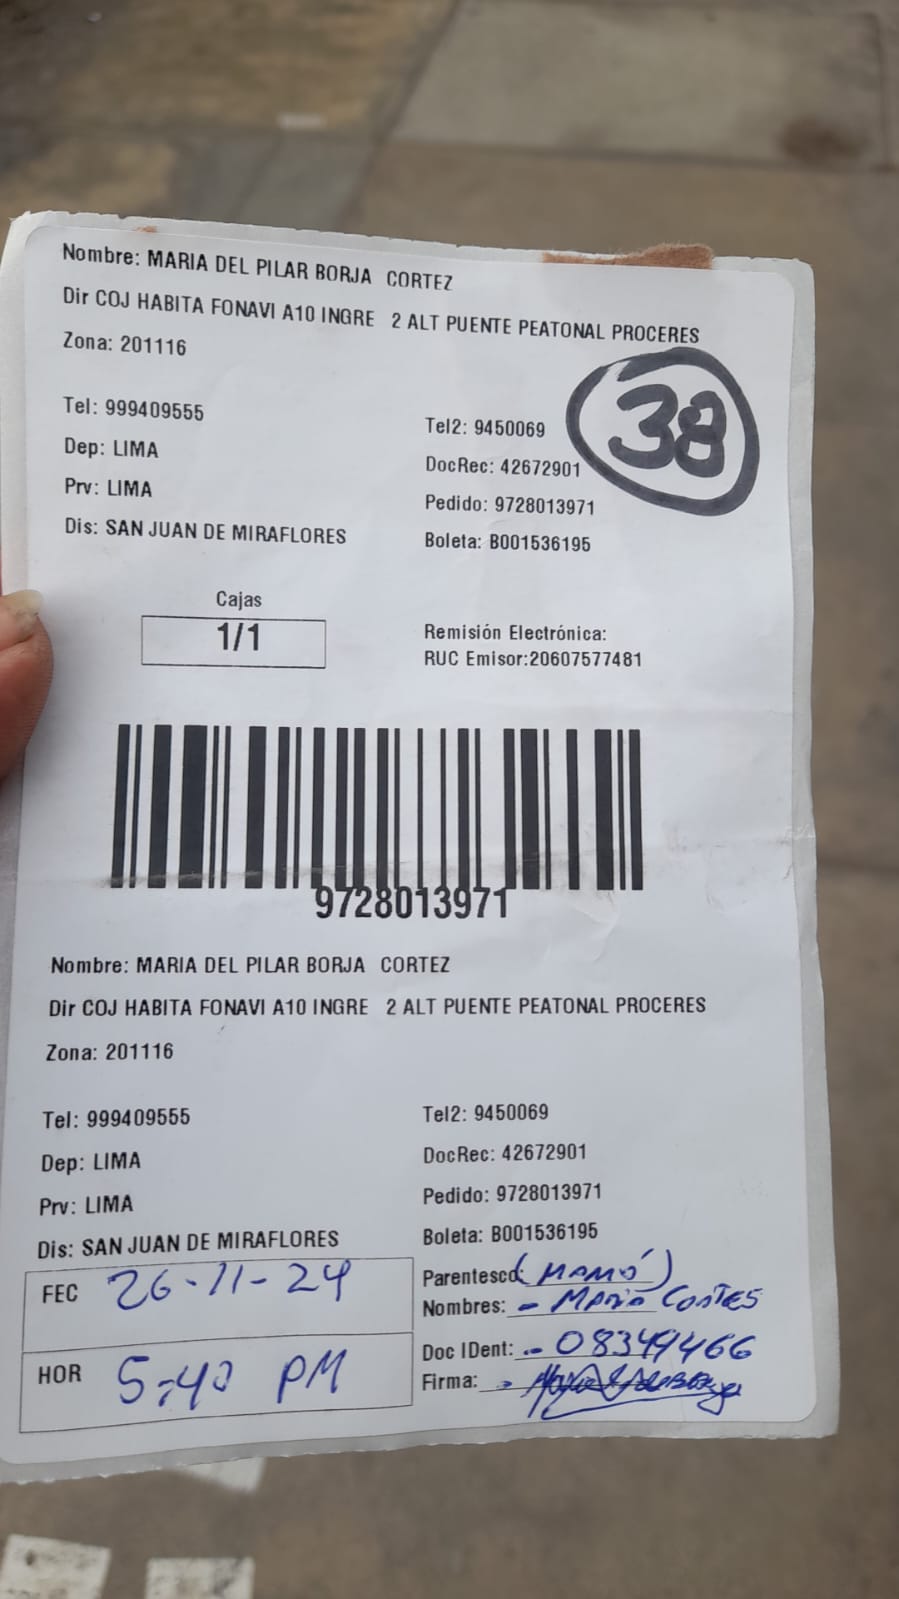 Nombre: MARIA DEL PILAR BORJA CORTEZ
Dir COJ HABITA FONAVI A10 INGRE 2 ALT PUENTE PEATONAL PROCERES
Zona: 201116
38
Tel: 999409555
Tel2: 9450069
Dep: LIMA
DocRec: 42672901
Prv: LIMA
Pedido: 9728013971
Dis: SAN JUAN DE MIRAFLORES
Boleta: B001536195
Cajas
1/1
Remisión Electrónica:
RUC Emisor:20607577481
9728013971
Nombre: MARIA DEL PILAR BORJA CORTEZ
Dir COJ HABITA FONAVI A10 INGRE 2 ALT PUENTE PEATONAL PROCERES
Zona: 201116
Tel: 999409555
Tel2: 9450069
Dep: LIMA
DocRec: 42672901
Prv: LIMA
Pedido: 9728013971
Dis: SAN JUAN DE MIRAFLORES
Boleta: B001536195
FEC 26-11-24
Parentesco (MAMÁ)
Nombres: - MARIA CORTES
HOR 5:40 PM
Doc IDent: - 08349466
Firma: -